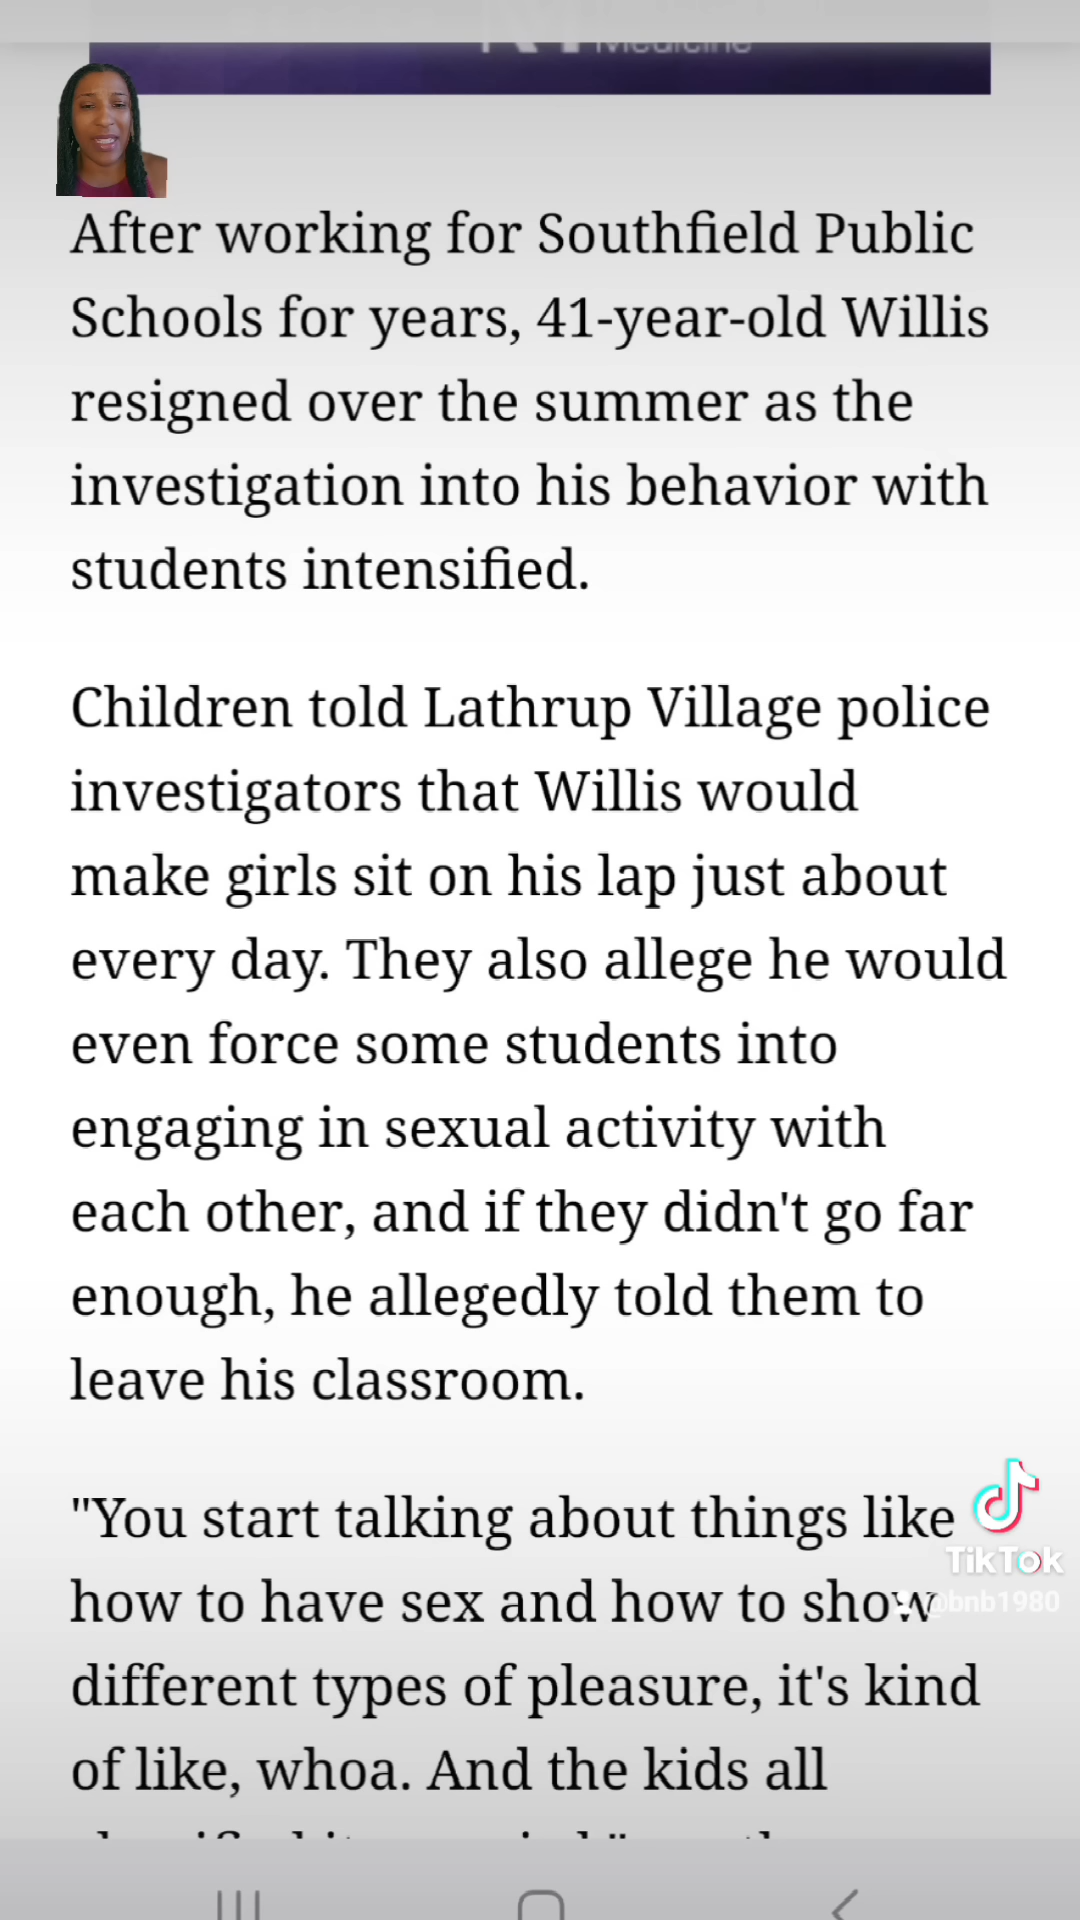 Medicine
After working for Southfield Public
Schools for years, 41-year-old Willis
resigned over the summer as the
investigation into his behavior with
students intensified.
Children told Lathrup Village police
investigators that Willis would
make girls sit on his lap just about
every day. They also allege he would
even force some students into
engaging in sexual activity with
each other, and if they didn't go far
enough, he allegedly told them to
leave his classroom.
"You start talking about things like
how to have sex and how to show
different types of pleasure, it's kind
of like, whoa. And the kids all
TikTok
@bnb1980